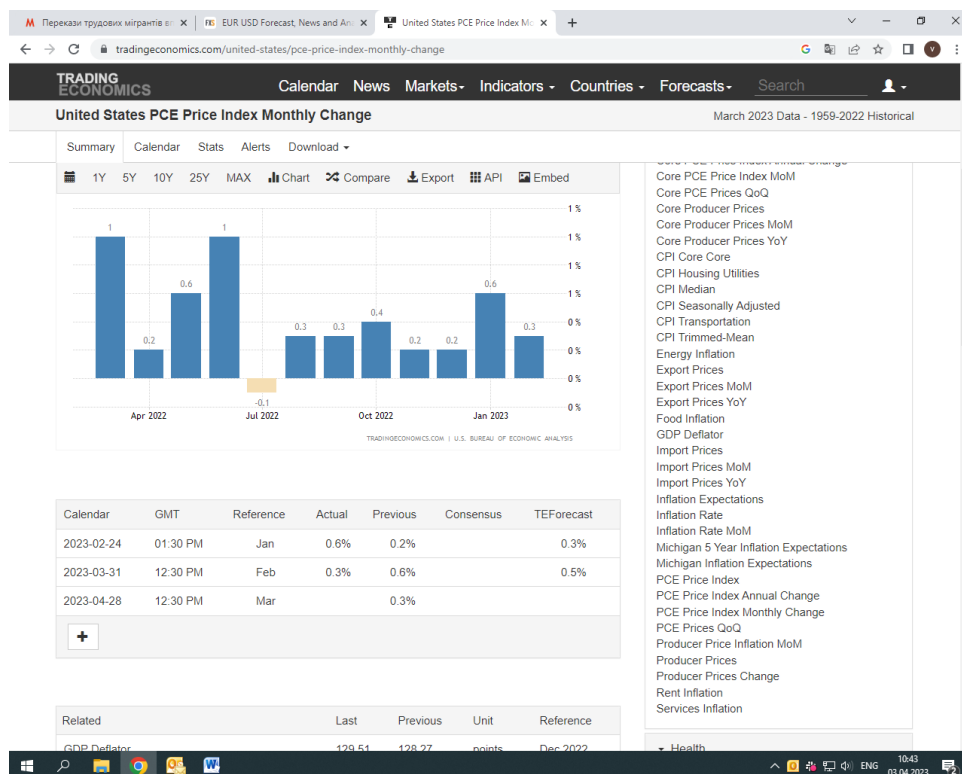 Перекази трудових мігрантів вп
EUR USD Forecast, News and Ana
United States PCE Price Index Mo
tradingeconomics.com/united-states/pce-price-index-monthly-change
TRADING
ECONOMICS
Calendar News Markets Indicators Countries Forecasts Search
United States PCE Price Index Monthly Change
March 2023 Data - 1959-2022 Historical
Summary Calendar Stats Alerts Download
1Y 5Y 10Y 25Y MAX Chart Compare Export API Embed
1 %
1 %
1 %
1 %
0 %
0 %
0 %
0 %
1 0.2 0.6 1 -0.1 0.3 0.3 0.4 0.2 0.2 0.6 0.3
Apr 2022 Jul 2022 Oct 2022 Jan 2023
TRADINGECONOMICS.COM | U.S. BUREAU OF ECONOMIC ANALYSIS
Calendar GMT Reference Actual Previous Consensus TEForecast
2023-02-24 01:30 PM Jan 0.6% 0.2% 0.3%
2023-03-31 12:30 PM Feb 0.3% 0.6% 0.5%
2023-04-28 12:30 PM Mar 0.3%
+
Related Last Previous Unit Reference
GDP Deflator 129.51 128.27 points Dec 2022
Core PCE Price Index Annual Change
Core PCE Price Index MoM
Core PCE Prices QoQ
Core Producer Prices
Core Producer Prices MoM
Core Producer Prices YoY
CPI Core Core
CPI Housing Utilities
CPI Median
CPI Seasonally Adjusted
CPI Transportation
CPI Trimmed-Mean
Energy Inflation
Export Prices
Export Prices MoM
Export Prices YoY
Food Inflation
GDP Deflator
Import Prices
Import Prices MoM
Import Prices YoY
Inflation Expectations
Inflation Rate
Inflation Rate MoM
Michigan 5 Year Inflation Expectations
Michigan Inflation Expectations
PCE Price Index
PCE Price Index Annual Change
PCE Price Index Monthly Change
PCE Prices QoQ
Producer Price Inflation MoM
Producer Prices
Producer Prices Change
Rent Inflation
Services Inflation
Health
ENG
10:43
03.04.2023